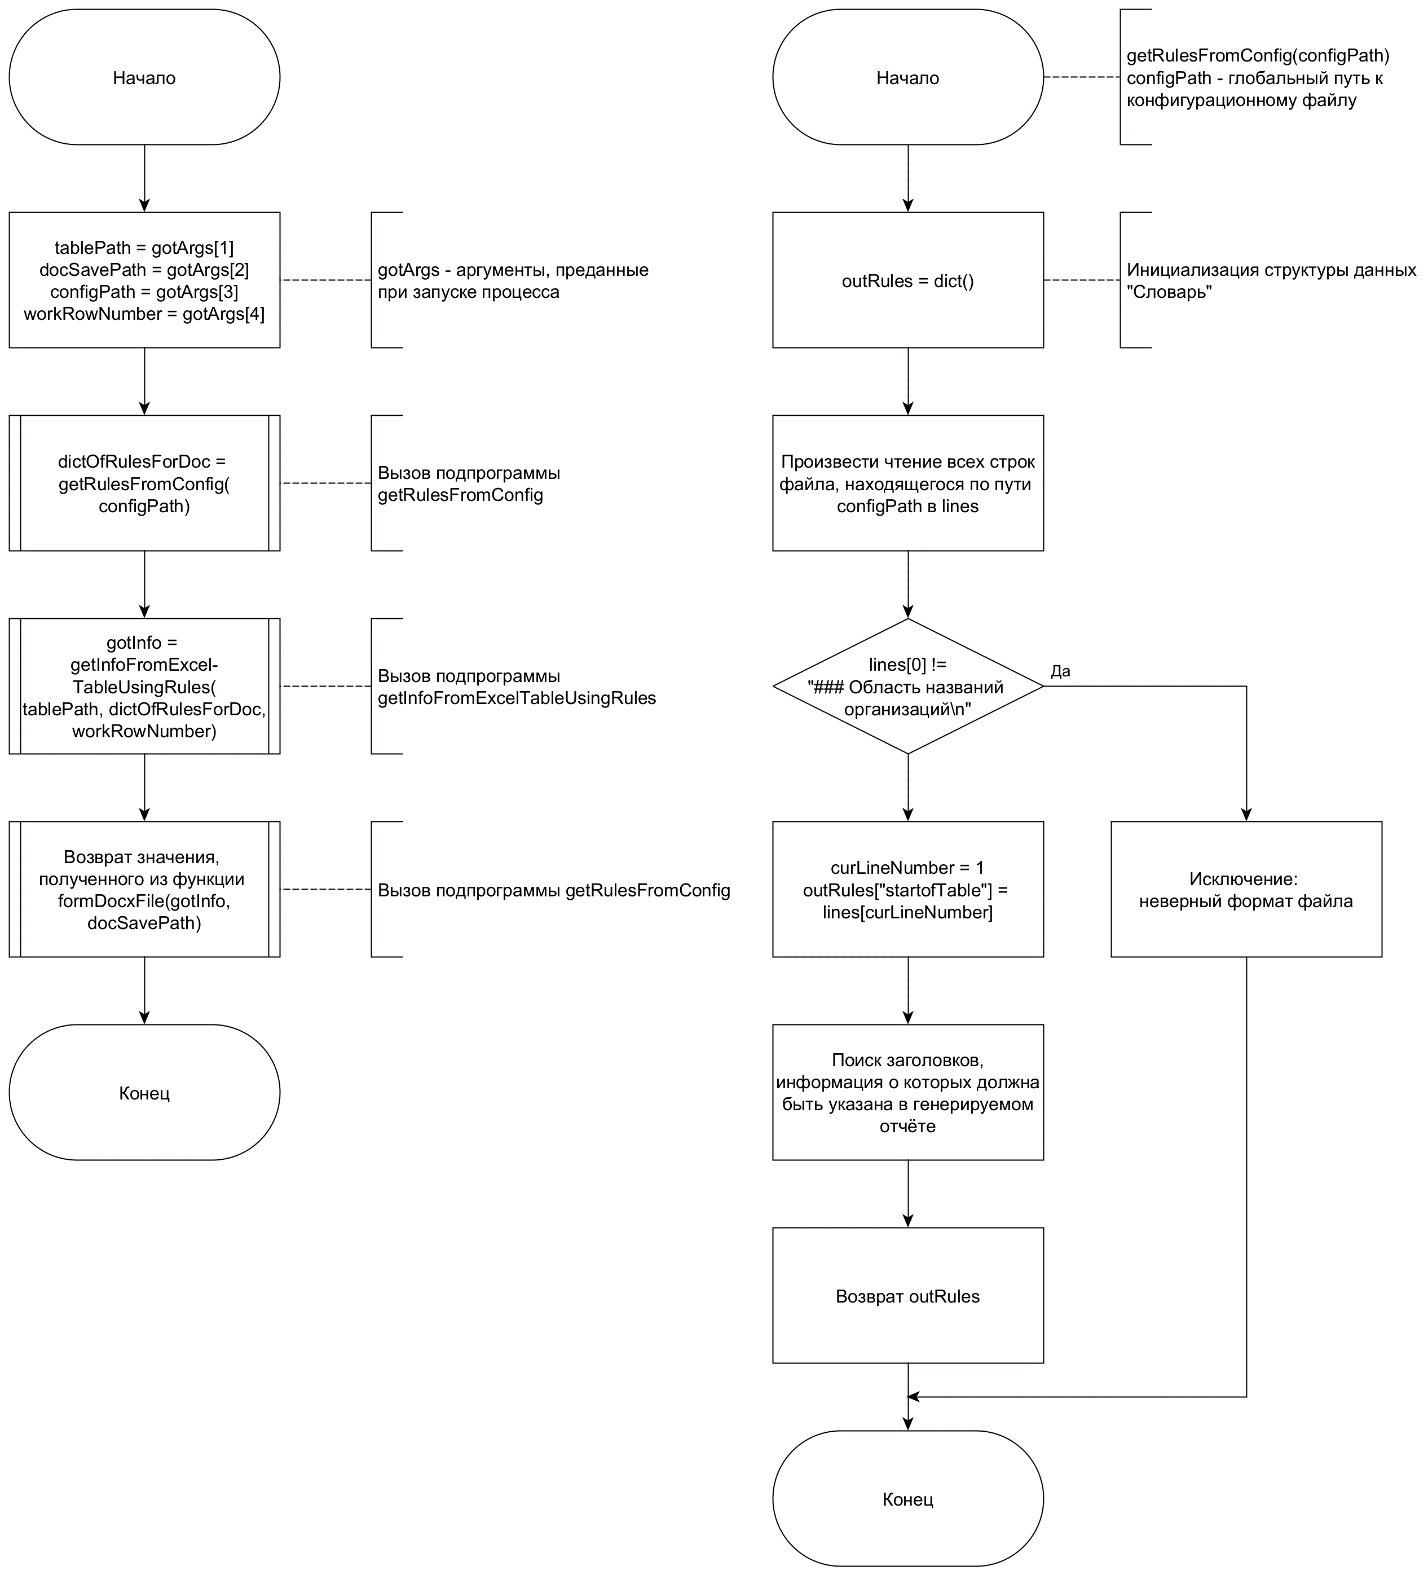 Начало
tablePath = gotArgs[1]
docSavePath = gotArgs[2]
configPath = gotArgs[3]
workRowNumber = gotArgs[4]
gotArgs - аргументы, преданные
при запуске процесса
dictOfRulesForDoc =
getRulesFromConfig(
configPath)
Вызов подпрограммы
getRulesFromConfig
gotInfo =
getInfoFromExcel-
TableUsingRules(
tablePath, dictOfRulesForDoc,
workRowNumber)
Вызов подпрограммы
getInfoFromExcelTableUsingRules
Возврат значения,
полученного из функции
formDocxFile(gotInfo,
docSavePath)
Вызов подпрограммы getRulesFromConfig
Конец
Начало
getRulesFromConfig(configPath)
configPath - глобальный путь к
конфигурационному файлу
outRules = dict()
Инициализация структуры данных
"Словарь"
Произвести чтение всех строк
файла, находящегося по пути
configPath в lines
lines[0] !=
"### Область названий
организаций\n"
Да
curLineNumber = 1
outRules["startofTable"] =
lines[curLineNumber]
Исключение:
неверный формат файла
Поиск заголовков,
информация о которых должна
быть указана в генерируемом
отчёте
Возврат outRules
Конец